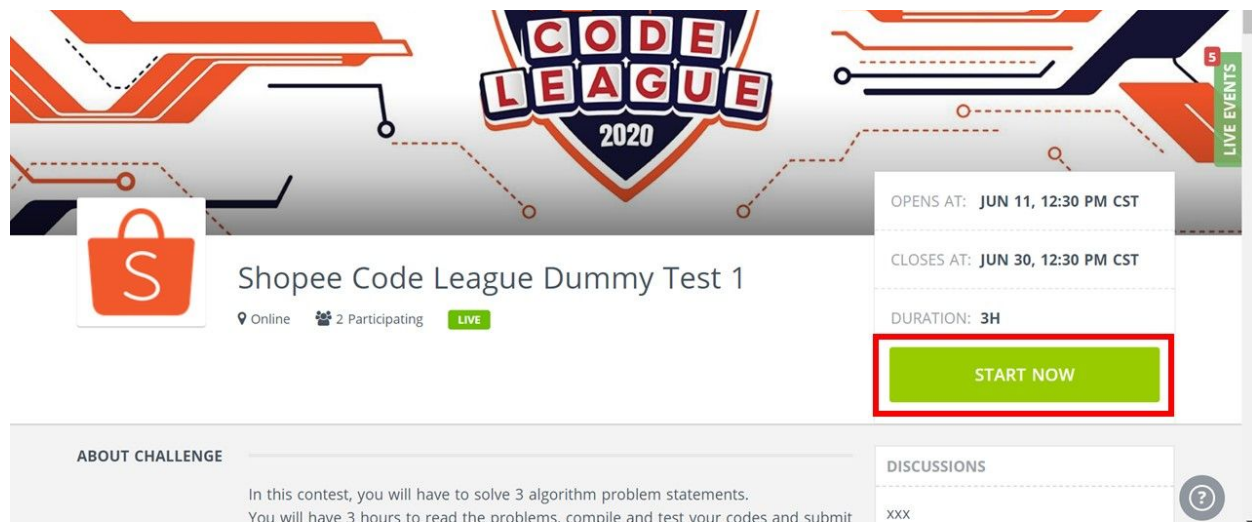 CODE
LEAGUE
2020
5
LIVE EVENTS
OPENS AT: JUN 11, 12:30 PM CST
CLOSES AT: JUN 30, 12:30 PM CST
DURATION: 3H
START NOW
S
Shopee Code League Dummy Test 1
Online 2 Participating LIVE
ABOUT CHALLENGE
In this contest, you will have to solve 3 algorithm problem statements.
You will have 3 hours to read the problems, compile and test your codes and submit
DISCUSSIONS
xxx
?